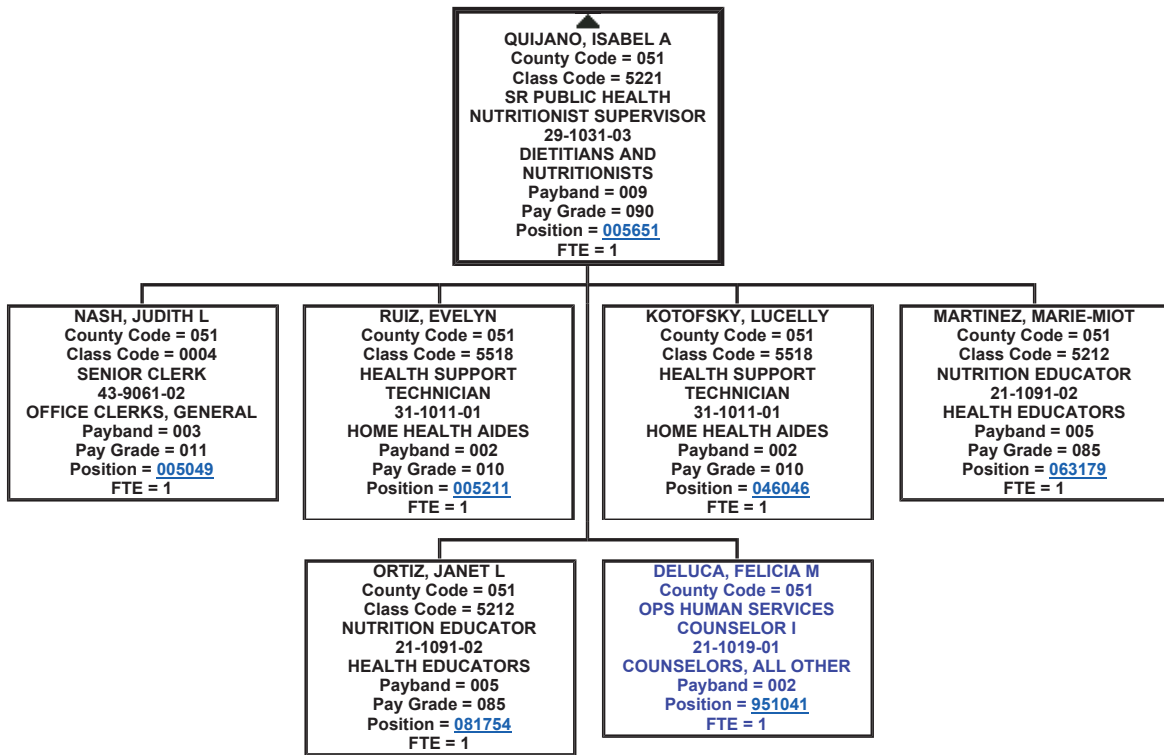 QUIJANO, ISABEL A
County Code = 051
Class Code = 5221
SR PUBLIC HEALTH
NUTRITIONIST SUPERVISOR
29-1031-03
DIETITIANS AND
NUTRITIONISTS
Payband = 009
Pay Grade = 090
Position = 005651
FTE = 1
NASH, JUDITH L
County Code = 051
Class Code = 0004
SENIOR CLERK
43-9061-02
OFFICE CLERKS, GENERAL
Payband = 003
Pay Grade = 011
Position = 005049
FTE = 1
RUIZ, EVELYN
County Code = 051
Class Code = 5518
HEALTH SUPPORT
TECHNICIAN
31-1011-01
HOME HEALTH AIDES
Payband = 002
Pay Grade = 010
Position = 005211
FTE = 1
KOTOFSKY, LUCELLY
County Code = 051
Class Code = 5518
HEALTH SUPPORT
TECHNICIAN
31-1011-01
HOME HEALTH AIDES
Payband = 002
Pay Grade = 010
Position = 046046
FTE = 1
MARTINEZ, MARIE-MIOT
County Code = 051
Class Code = 5212
NUTRITION EDUCATOR
21-1091-02
HEALTH EDUCATORS
Payband = 005
Pay Grade = 085
Position = 063179
FTE = 1
ORTIZ, JANET L
County Code = 051
Class Code = 5212
NUTRITION EDUCATOR
21-1091-02
HEALTH EDUCATORS
Payband = 005
Pay Grade = 085
Position = 081754
FTE = 1
DELUCA, FELICIA M
County Code = 051
OPS HUMAN SERVICES
COUNSELOR I
21-1019-01
COUNSELORS, ALL OTHER
Payband = 002
Position = 951041
FTE = 1